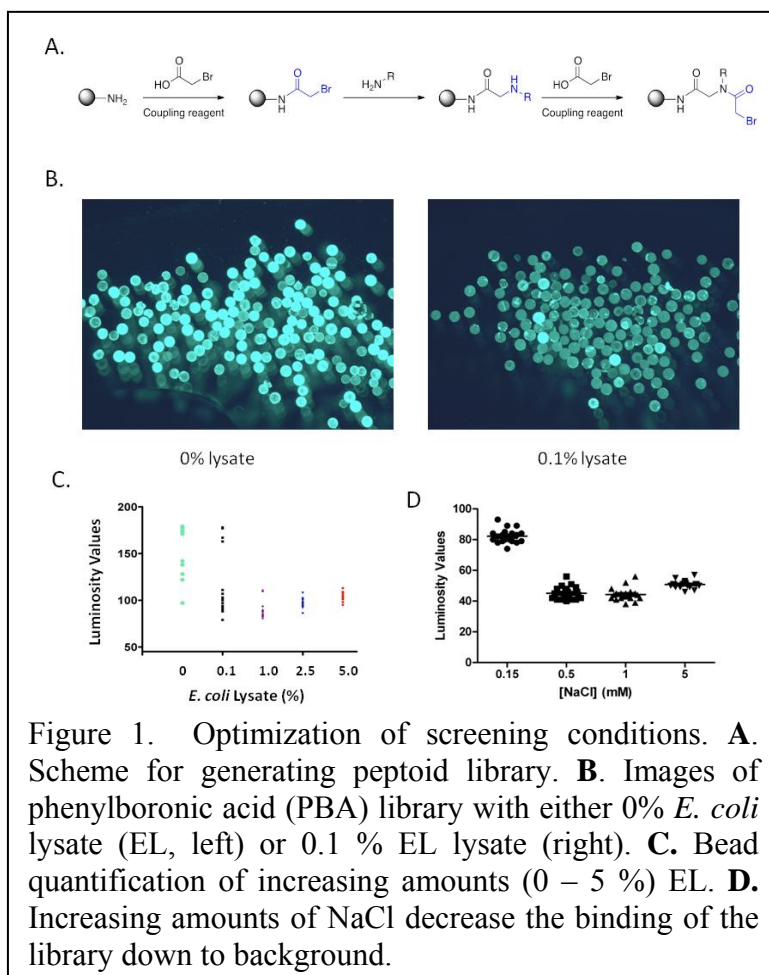 A.
O
HO
Br
NH₂
Coupling reagent
O
N
H
Br
H₂N
R
O
N
H
H
N
R
O
HO
Br
Coupling reagent
O
N
H
R
N
O
Br
B.
0% lysate
0.1% lysate
C.
Luminosity Values
200
150
100
50
0 0.1 1.0 2.5 5.0
E. coli Lysate (%)
D
Luminosity Values
100
80
60
40
20
0
0.15 0.5 1 5
[NaCl] (mM)
Figure 1. Optimization of screening conditions. A.
Scheme for generating peptoid library. B. Images of
phenylboronic acid (PBA) library with either 0% E. coli
lysate (EL, left) or 0.1 % EL lysate (right). C. Bead
quantification of increasing amounts (0 – 5 %) EL. D.
Increasing amounts of NaCl decrease the binding of the
library down to background.